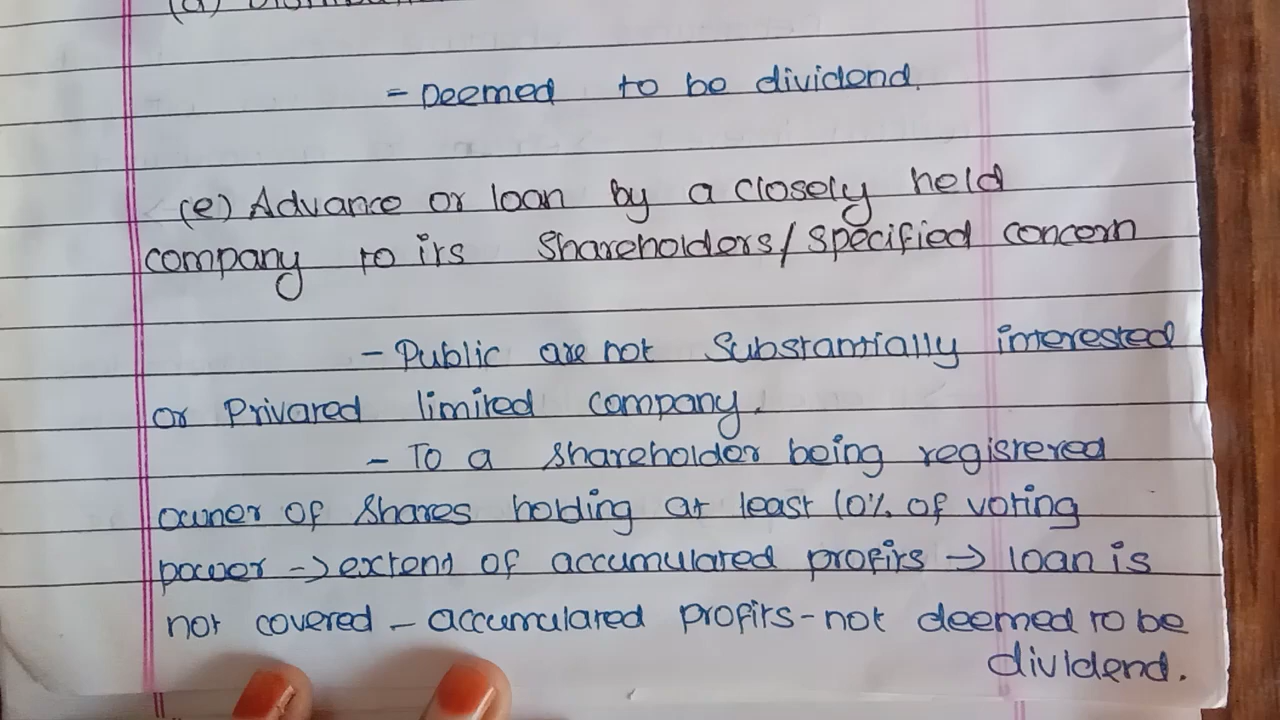 - Deemed to be dividend.
(e) Advance or loan by a closely held
company to its shareholders/specified concern
- Public are not substantially interested
or Privated limited company.
- To a shareholder being registered
owner of shares holding at least 10% of voting
power -> extend of accumulated profits -> loan is
not covered - accumulated profits - not deemed to be
dividend.